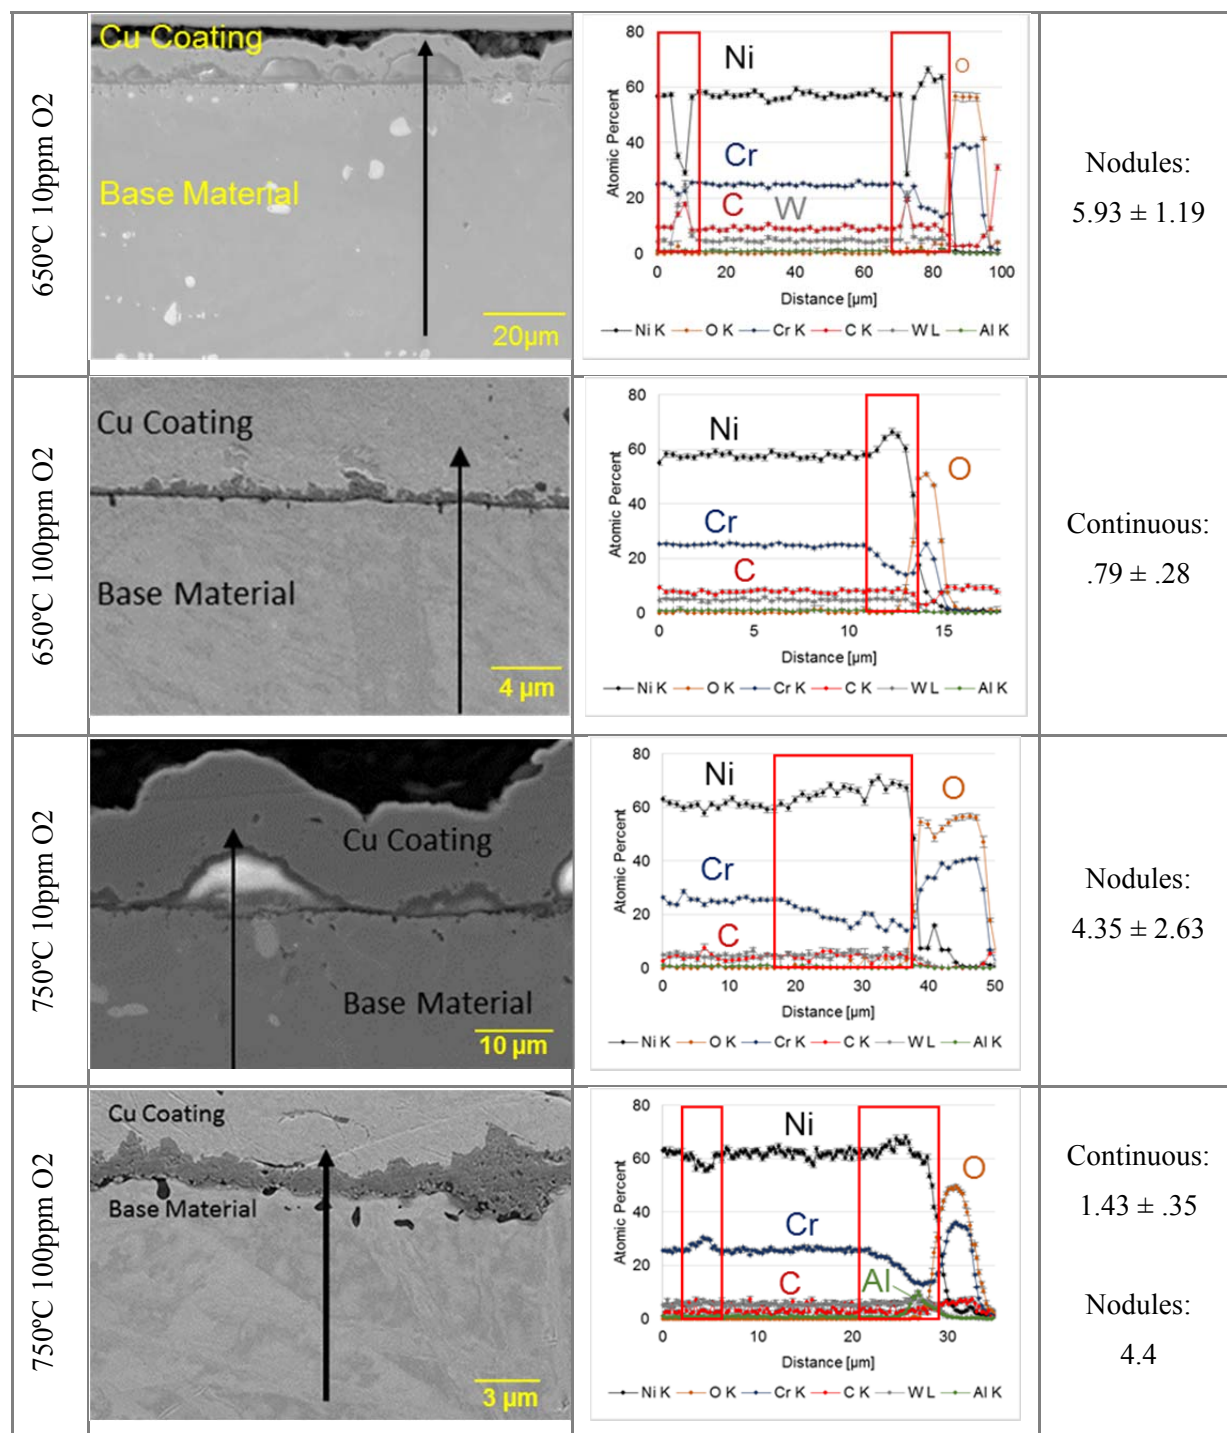 650ºC 10ppm O2
Cu Coating
Base Material
20µm
80
60
40
20
0
Atomic Percent
Ni
Cr
C
W
O
0 20 40 60 80 100
Distance [µm]
Ni K O K Cr K C K W L Al K
Nodules:
5.93 ± 1.19
650ºC 100ppm O2
Cu Coating
Base Material
4 µm
80
60
40
20
0
Atomic Percent
Ni
Cr
C
O
0 5 10 15
Distance [µm]
Ni K O K Cr K C K W L Al K
Continuous:
.79 ± .28
750ºC 10ppm O2
Cu Coating
Base Material
10 µm
80
60
40
20
0
Atomic Percent
Ni
Cr
C
O
0 10 20 30 40 50
Distance [µm]
Ni K O K Cr K C K W L Al K
Nodules:
4.35 ± 2.63
750ºC 100ppm O2
Cu Coating
Base Material
3 µm
80
60
40
20
0
Atomic Percent
Ni
Cr
C
Al
O
0 10 20 30
Distance [µm]
Ni K O K Cr K C K W L Al K
Continuous:
1.43 ± .35
Nodules:
4.4